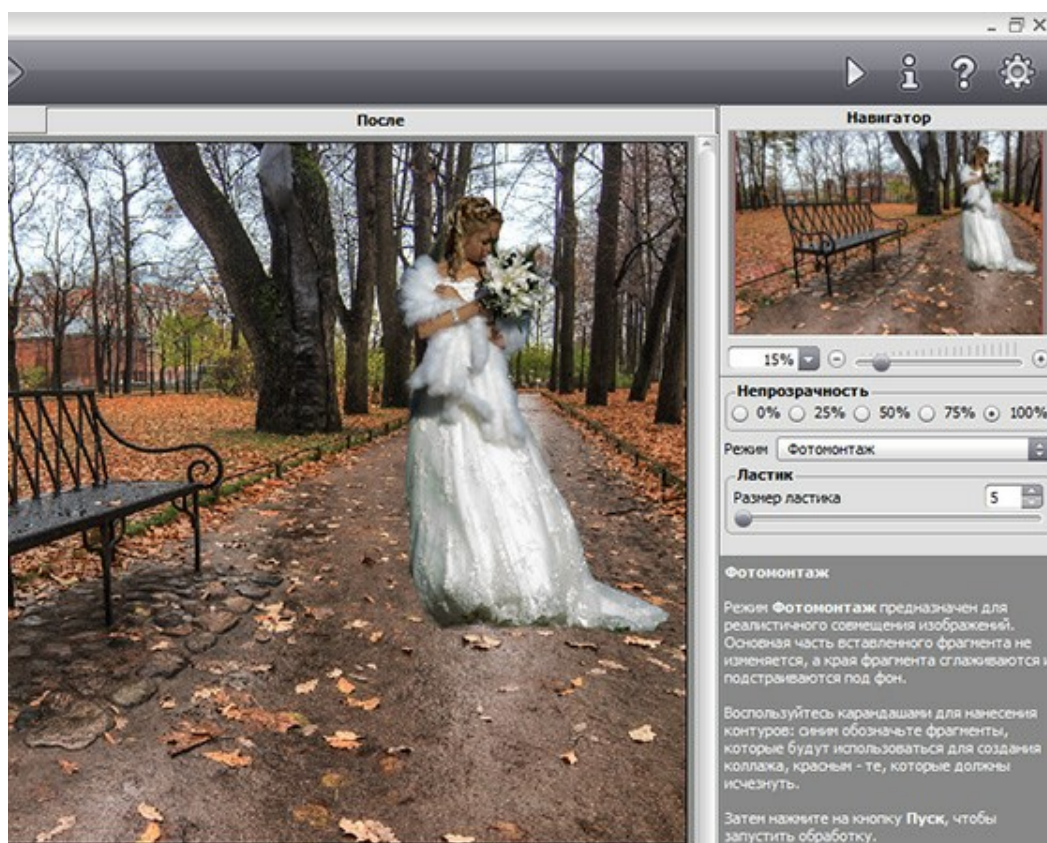 После
Навигатор
15%
Непрозрачность
0% 25% 50% 75% 100%
Режим Фотомонтаж
Ластик
Размер ластика 5
Фотомонтаж
Режим Фотомонтаж предназначен для
реалистичного совмещения изображений.
Основная часть вставленного фрагмента не
изменяется, а края фрагмента сглаживаются и
подстраиваются под фон.
Воспользуйтесь карандашами для нанесения
контуров: синим обозначьте фрагменты,
которые будут использоваться для создания
коллажа, красным - те, которые должны
исчезнуть.
Затем нажмите на кнопку Пуск, чтобы
запустить обработку.